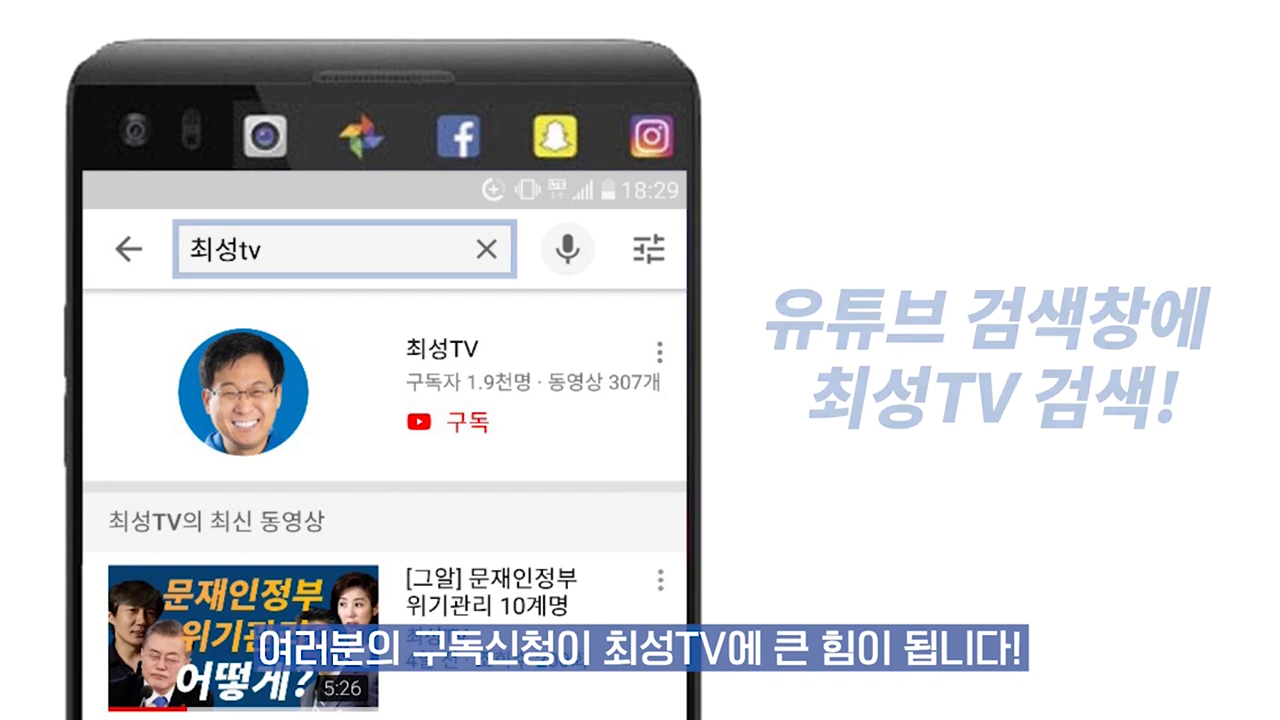 18:29
최성tv
최성TV
구독자 1.9천명 · 동영상 307개
구독
유튜브 검색창에
최성TV 검색!
최성TV의 최신 동영상
문재인정부
위기관리
어떻게?
5:26
[그알] 문재인정부
위기관리 10계명
여러분의 구독신청이 최성TV에 큰 힘이 됩니다!